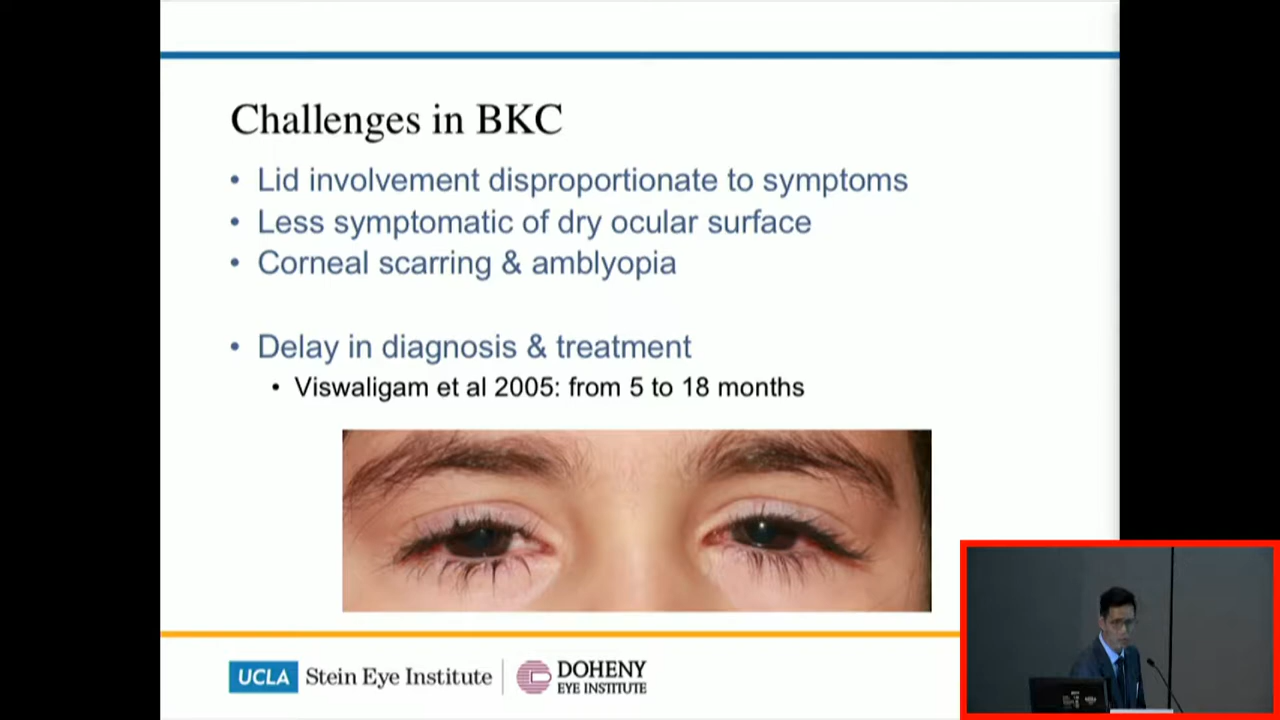 Challenges in BKC
• Lid involvement disproportionate to symptoms
• Less symptomatic of dry ocular surface
• Corneal scarring & amblyopia
• Delay in diagnosis & treatment
• Viswaligam et al 2005: from 5 to 18 months
UCLA Stein Eye Institute
DOHENY
EYE INSTITUTE